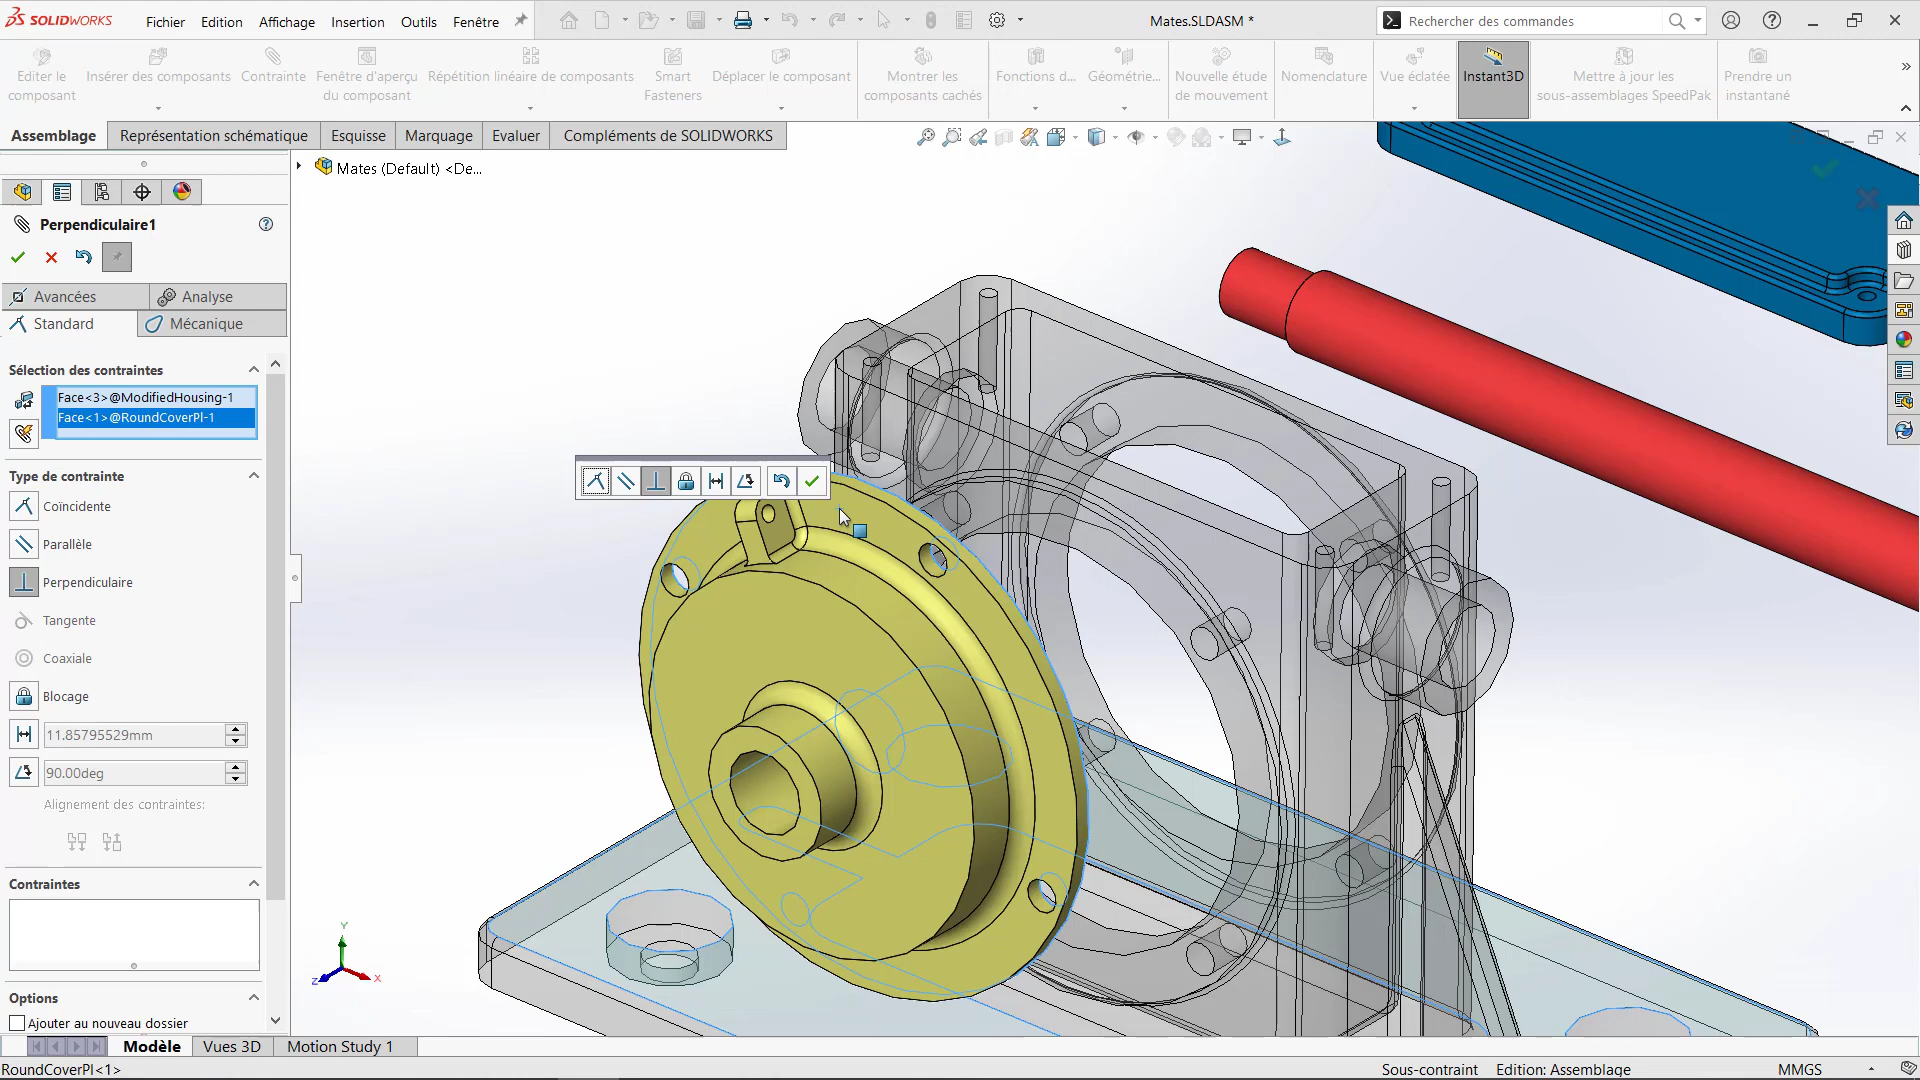 SOLIDWORKS
Fichier
Edition
Affichage
Insertion
Outils
Fenêtre
Mates.SLDASM *
Rechercher des commandes
Editer le
composant
Insérer des composants
Contrainte
Fenêtre d'aperçu
du composant
Répétition linéaire de composants
Smart
Fasteners
Déplacer le composant
Montrer les
composants cachés
Fonctions d...
Géométrie...
Nouvelle étude
de mouvement
Nomenclature
Vue éclatée
Instant3D
Mettre à jour les
sous-assemblages SpeedPak
Prendre un
instantané
Assemblage
Représentation schématique
Esquisse
Marquage
Evaluer
Compléments de SOLIDWORKS
Mates (Default) <De...
Perpendiculaire1
Avancées
Analyse
Standard
Mécanique
Sélection des contraintes
Face<3>@ModifiedHousing-1
Face<1>@RoundCoverPl-1
Type de contrainte
Coïncidente
Parallèle
Perpendiculaire
Tangente
Coaxiale
Blocage
11.85795529mm
90.00deg
Alignement des contraintes:
Contraintes
Options
Ajouter au nouveau dossier
Y
Z
X
Modèle
Vues 3D
Motion Study 1
RoundCoverPl<1>
Sous-contraint
Edition: Assemblage
MMGS